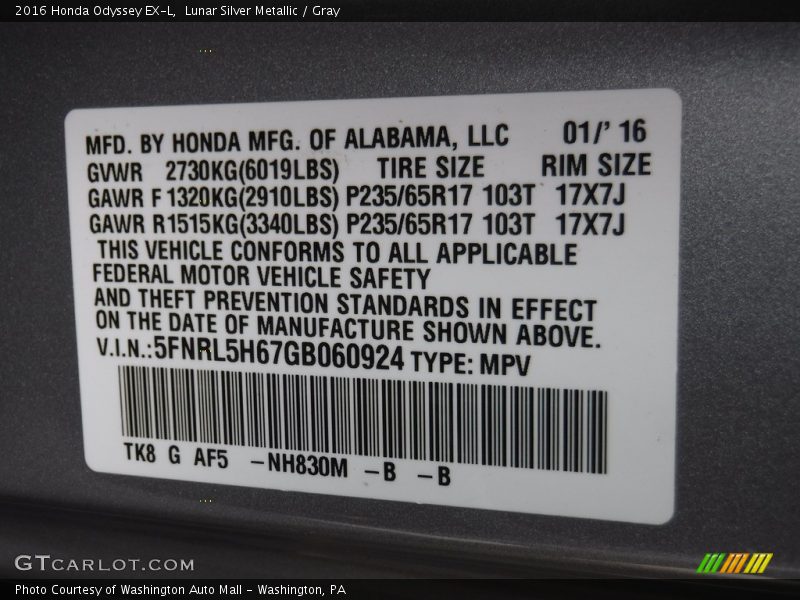 2016 Honda Odyssey EX-L, Lunar Silver Metallic / Gray
MFD. BY HONDA MFG. OF ALABAMA, LLC 01/' 16
GVWR 2730KG(6019LBS) TIRE SIZE RIM SIZE
GAWR F 1320KG(2910LBS) P235/65R17 103T 17X7J
GAWR R1515KG(3340LBS) P235/65R17 103T 17X7J
THIS VEHICLE CONFORMS TO ALL APPLICABLE
FEDERAL MOTOR VEHICLE SAFETY
AND THEFT PREVENTION STANDARDS IN EFFECT
ON THE DATE OF MANUFACTURE SHOWN ABOVE.
V.I.N.:5FNRL5H67GB060924 TYPE: MPV
TK8 G AF5 -NH830M -B -B
GTCARLOT.COM
Photo Courtesy of Washington Auto Mall - Washington, PA